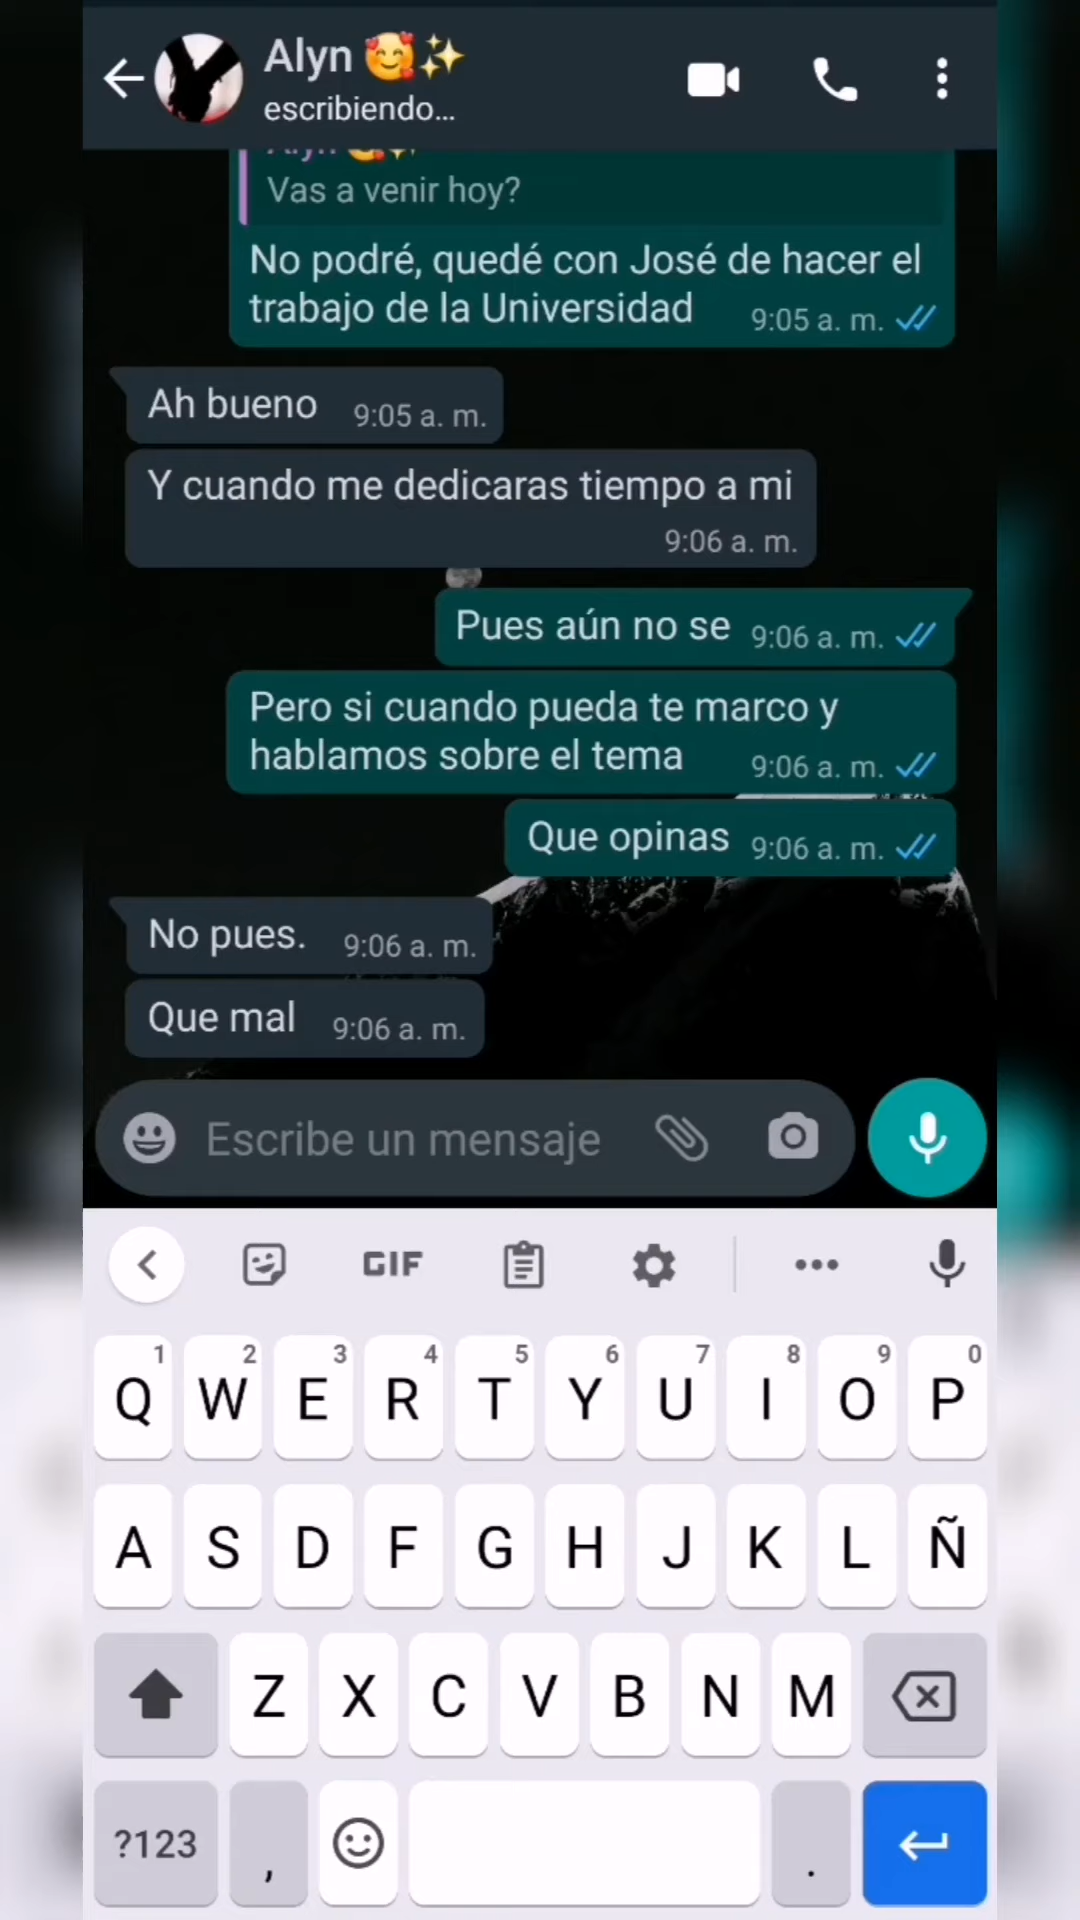 Alyn 🥰✨
escribiendo...
Alyn 🥰✨
Vas a venir hoy?
No podré, quedé con José de hacer el
trabajo de la Universidad 9:05 a. m.
Ah bueno 9:05 a. m.
Y cuando me dedicaras tiempo a mi
9:06 a. m.
Pues aún no se 9:06 a. m.
Pero si cuando pueda te marco y
hablamos sobre el tema 9:06 a. m.
Que opinas 9:06 a. m.
No pues. 9:06 a. m.
Que mal 9:06 a. m.
Escribe un mensaje
GIF
1 2 3 4 5 6 7 8 9 0
Q W E R T Y U I O P
A S D F G H J K L Ñ
Z X C V B N M
?123 , .